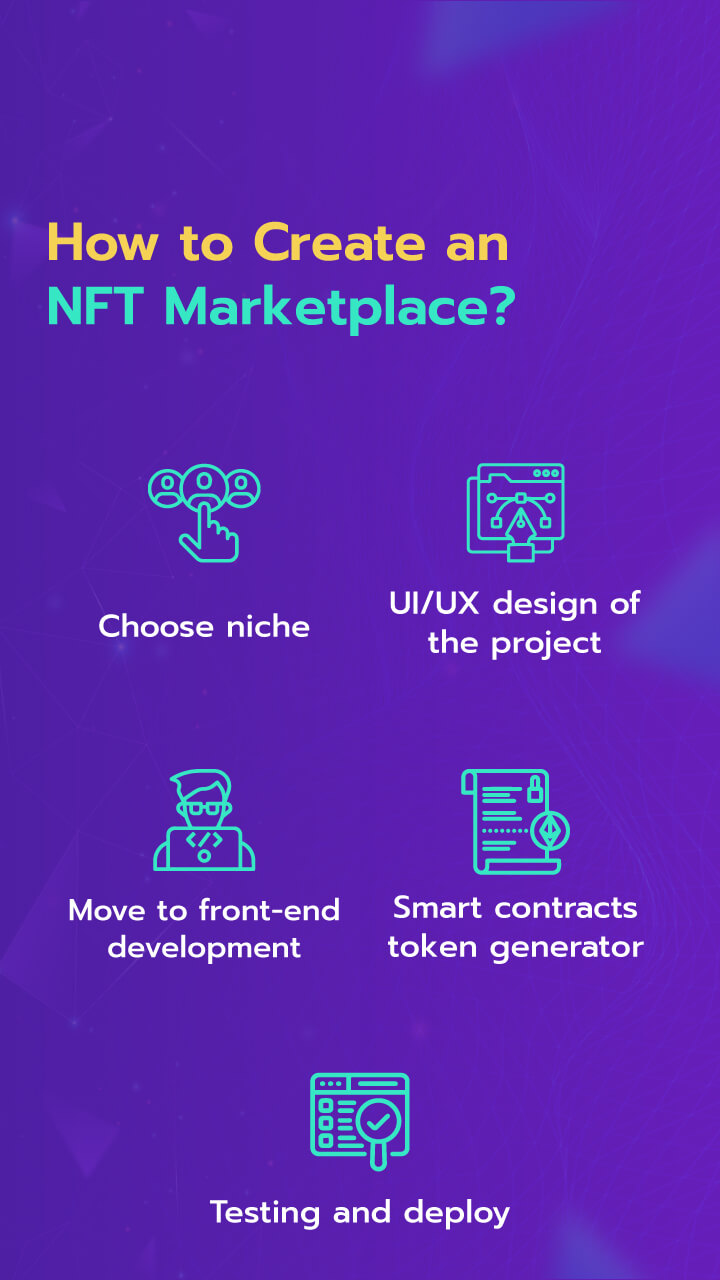 How to Create an
NFT Marketplace?
Choose niche
UI/UX design of
the project
Move to front-end
development
Smart contracts
token generator
Testing and deploy